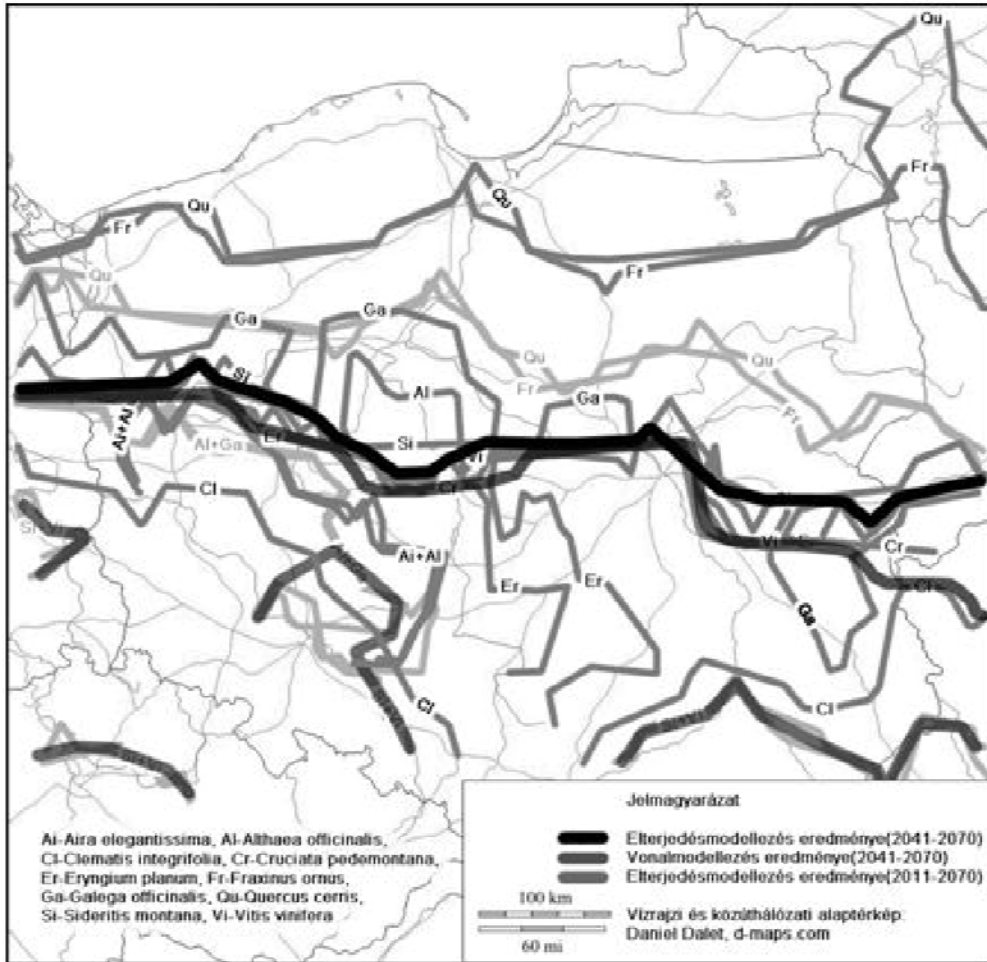 Qu
Fr
Qu
Fr
Qu
Fr
Qu
Ga
Ga
Qu
Fr
Qu
Fr
Si
Al
Ga
Ai+Al
Al+Ga
Er
Si
Vi
Cr
Cl
Ai+Al
Er
Er
Vi
Cr
Cl
Ga
Cl
Cl
Jelmagyarázat
Elterjedésmodellezés eredménye(2041-2070)
Vonalmodellezés eredménye(2041-2070)
Elterjedésmodellezés eredménye(2011-2070)
100 km
60 mi
Vízrajzi és közúthálózati alaptérkép:
Daniel Dalet, d-maps.com
Ai-Aira elegantissima, Al-Althaea officinalis,
Cl-Clematis integrifolia, Cr-Cruciata pedemontana,
Er-Eryngium planum, Fr-Fraxinus ornus,
Ga-Galega officinalis, Qu-Quercus cerris,
Si-Sideritis montana, Vi-Vitis vinifera